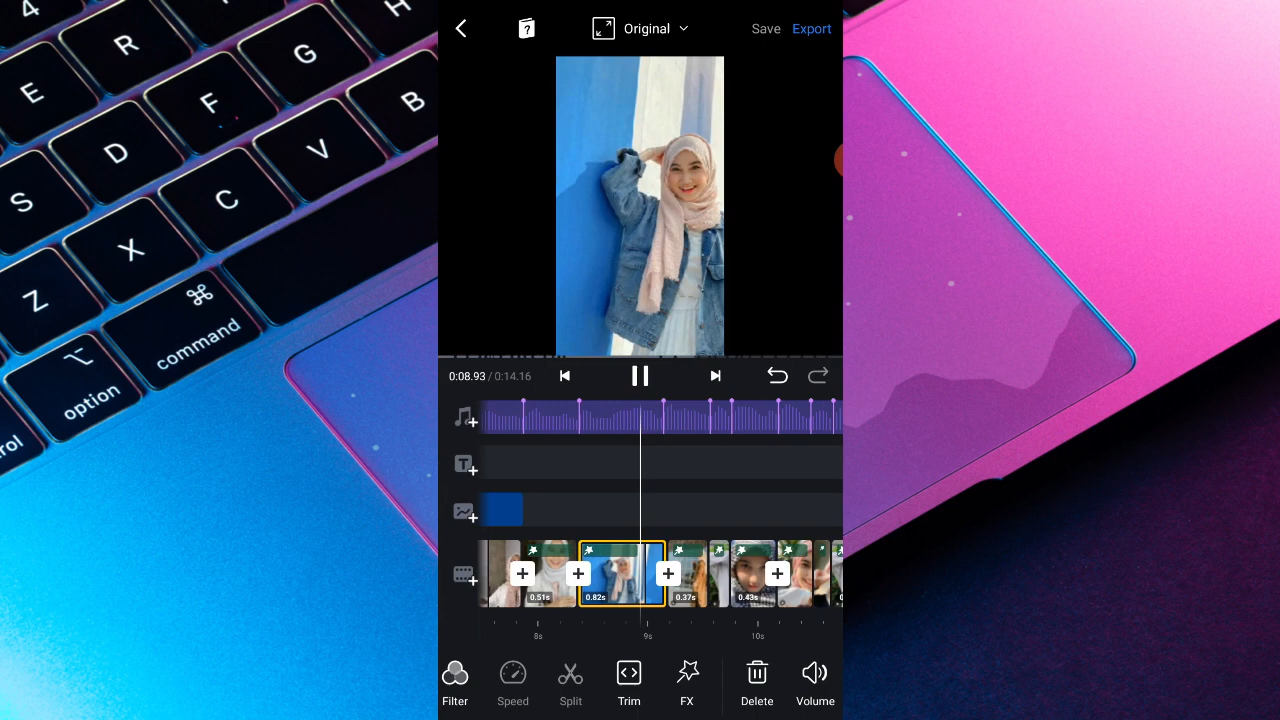 Original
Save
Export
0:08.93 / 0:14.16
T
0.51s
0.82s
0.37s
0.43s
8s
9s
10s
Filter
Speed
Split
Trim
FX
Delete
Volume
4
R
G
H
E
F
B
S
D
V
C
Z
X
⌘
command
⌥
option
rol
?